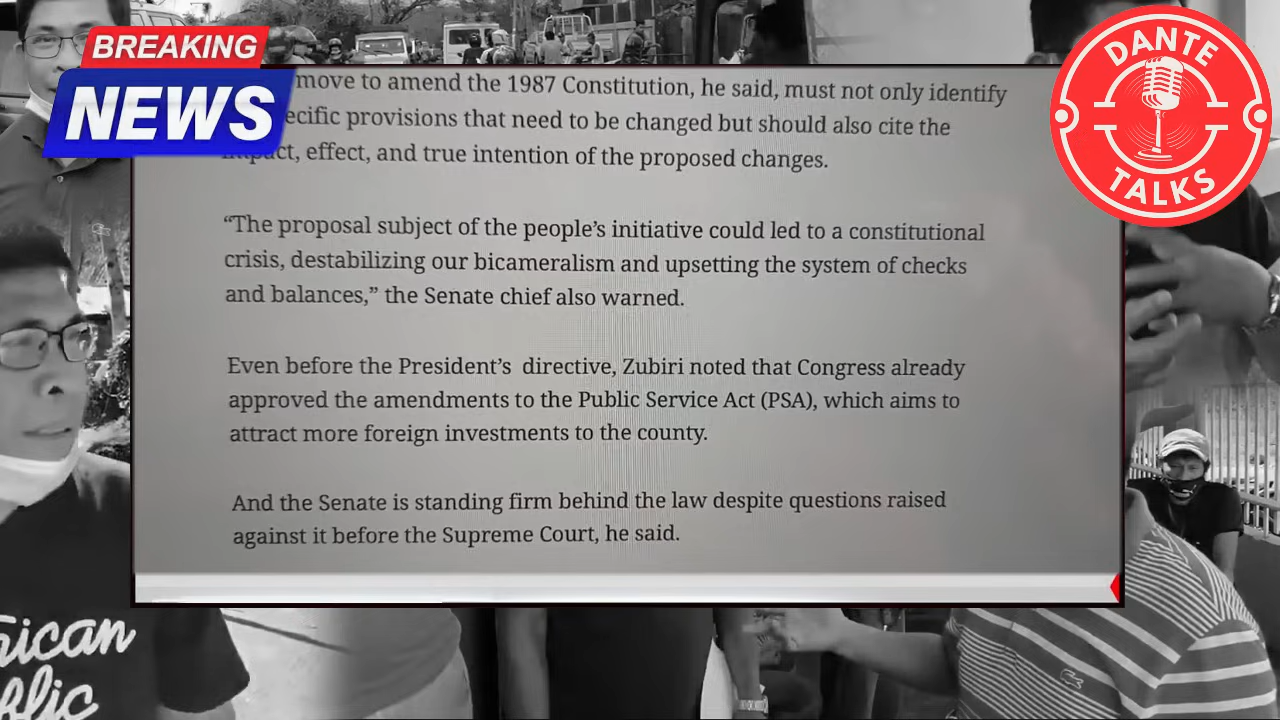 BREAKING
NEWS
DANTE
TALKS
move to amend the 1987 Constitution, he said, must not only identify
ecific provisions that need to be changed but should also cite the
impact, effect, and true intention of the proposed changes.
“The proposal subject of the people’s initiative could led to a constitutional
crisis, destabilizing our bicameralism and upsetting the system of checks
and balances,” the Senate chief also warned.
Even before the President’s directive, Zubiri noted that Congress already
approved the amendments to the Public Service Act (PSA), which aims to
attract more foreign investments to the county.
And the Senate is standing firm behind the law despite questions raised
against it before the Supreme Court, he said.
rican